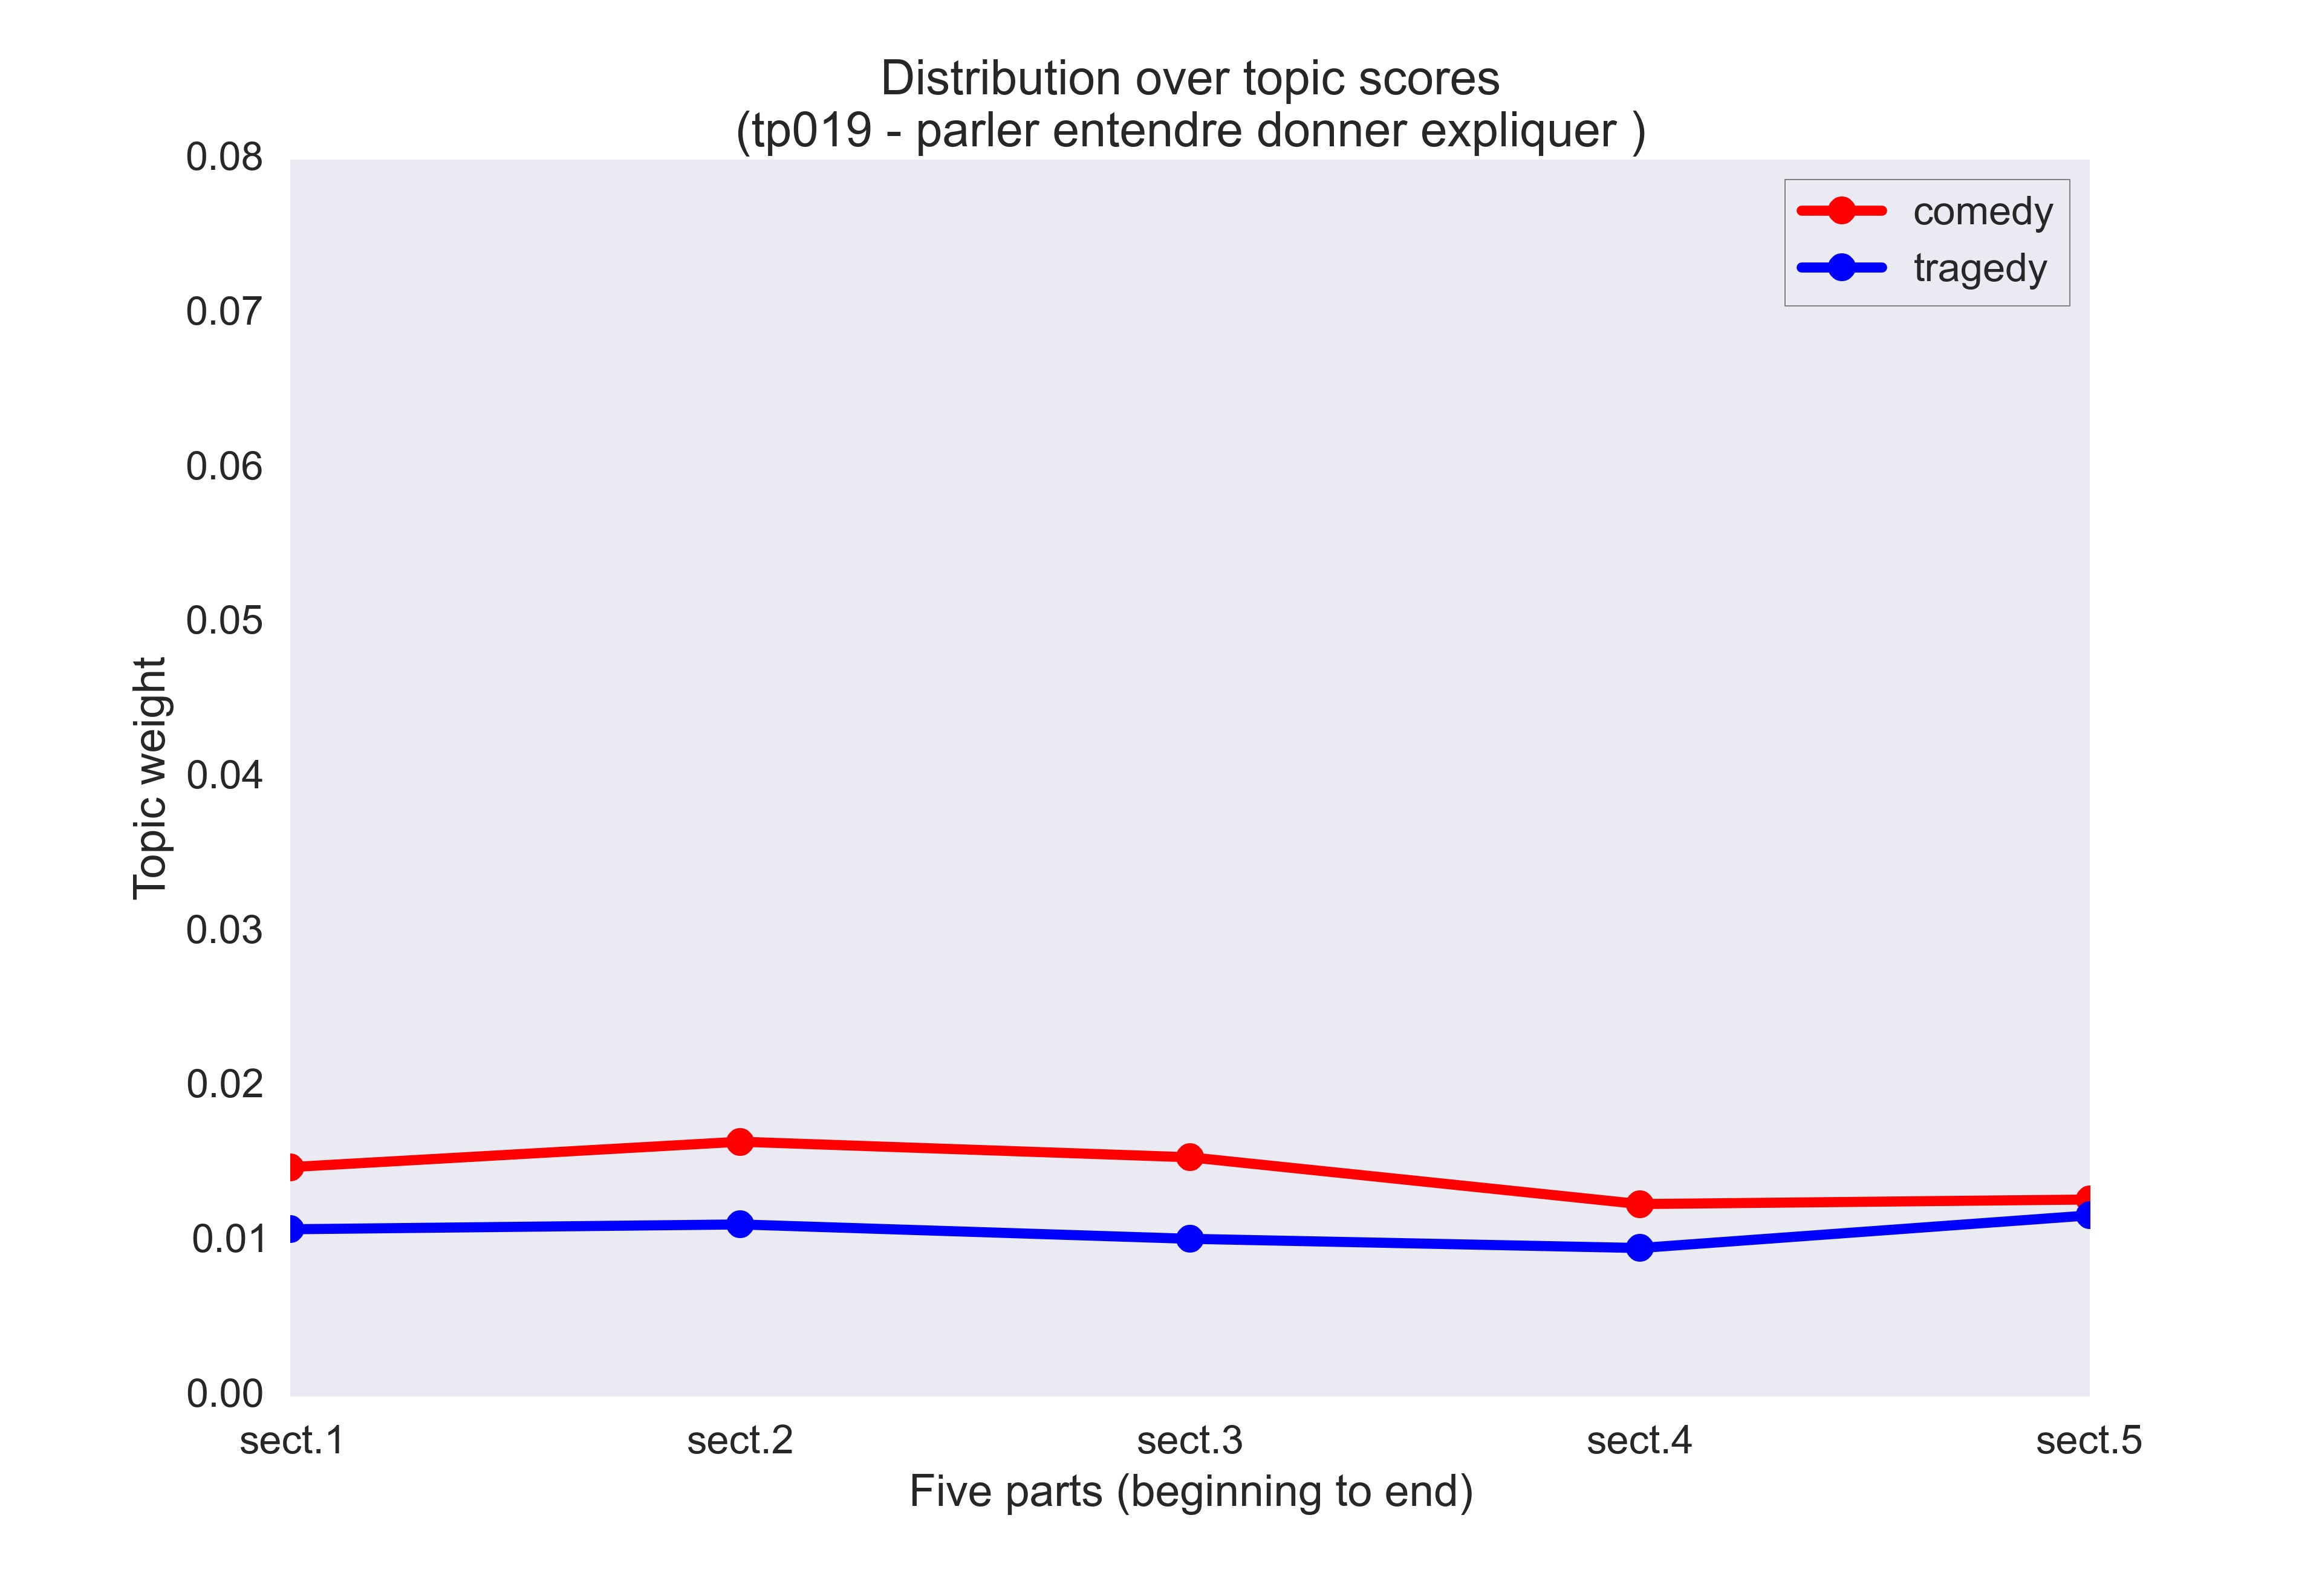 Distribution over topic scores
(tp019 - parler entendre donner expliquer )
comedy
tragedy
Topic weight
0.08
0.07
0.06
0.05
0.04
0.03
0.02
0.01
0.00
sect.1
sect.2
sect.3
sect.4
sect.5
Five parts (beginning to end)